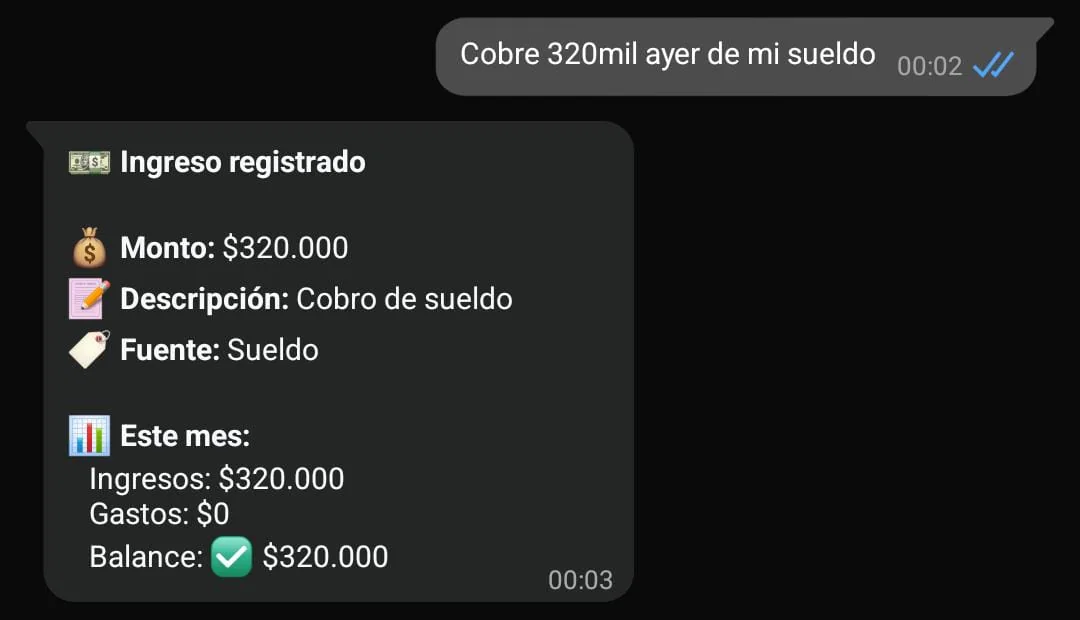 Cobre 320mil ayer de mi sueldo 00:02
Ingreso registrado
Monto: $320.000
Descripción: Cobro de sueldo
Fuente: Sueldo
Este mes:
Ingresos: $320.000
Gastos: $0
Balance: ✅ $320.000
00:03